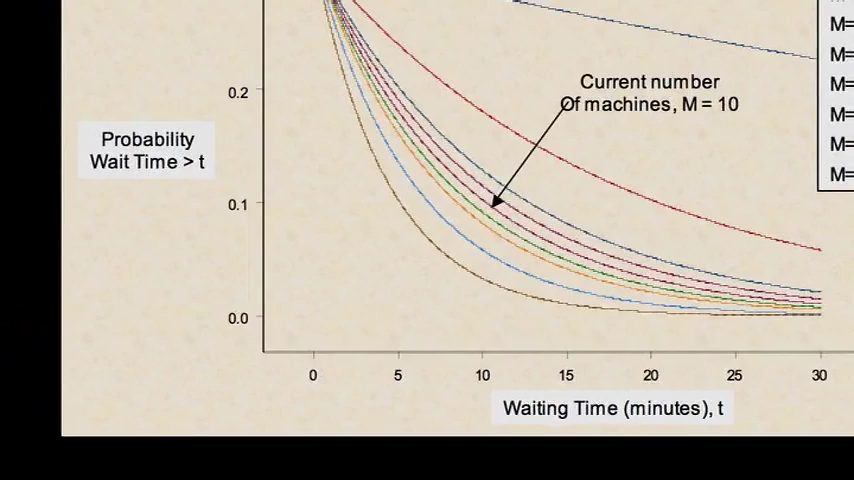 M=
M=
M=
M=
M=
M=
0.2
Current number
Of machines, M = 10
Probability
Wait Time > t
0.1
0.0
0 5 10 15 20 25 30
Waiting Time (minutes), t